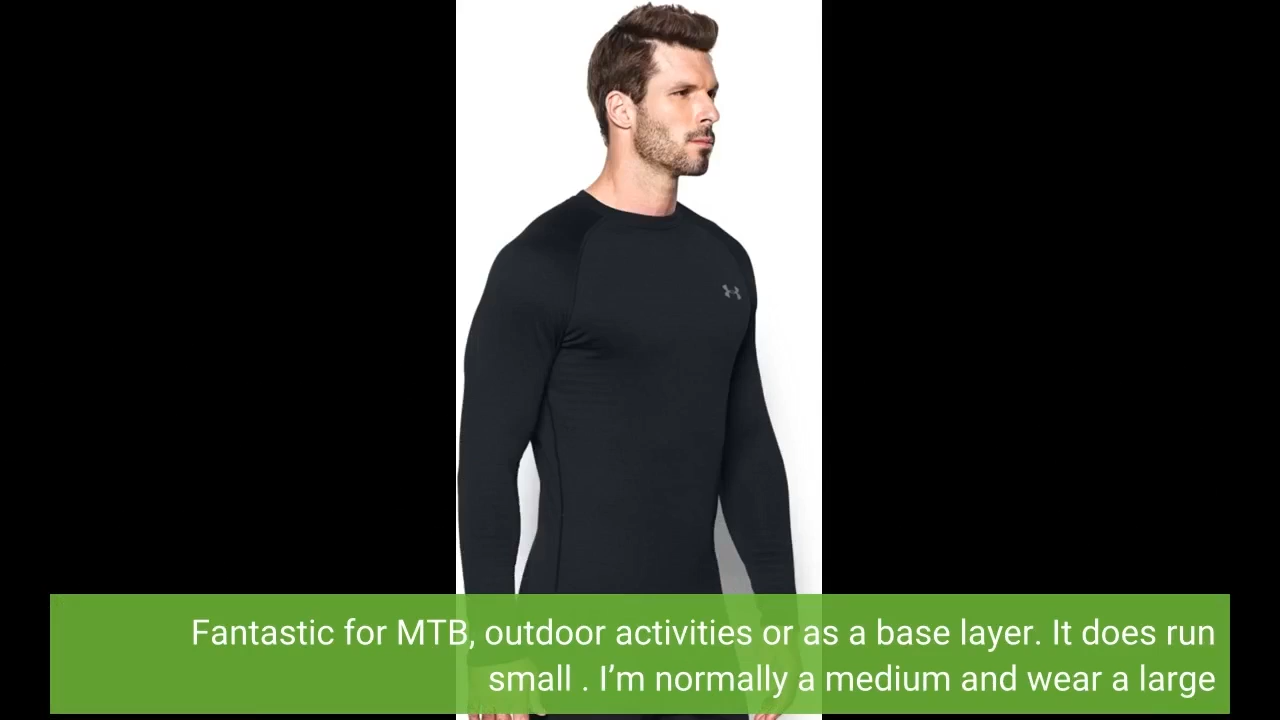 Fantastic for MTB, outdoor activities or as a base layer. It does run
small . I’m normally a medium and wear a large